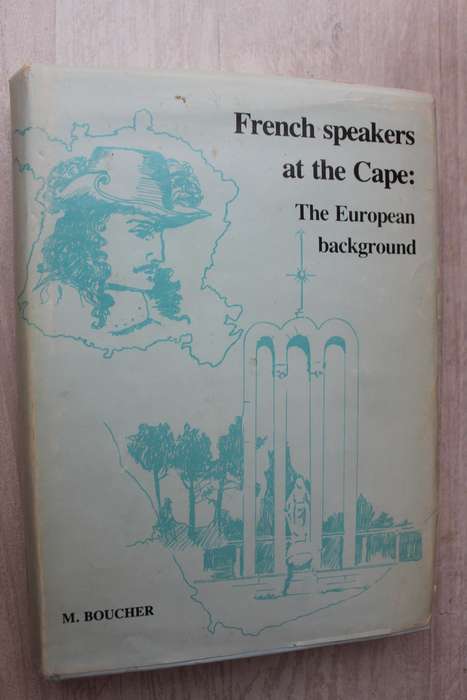 French speakers
at the Cape:
The European
background
M. BOUCHER